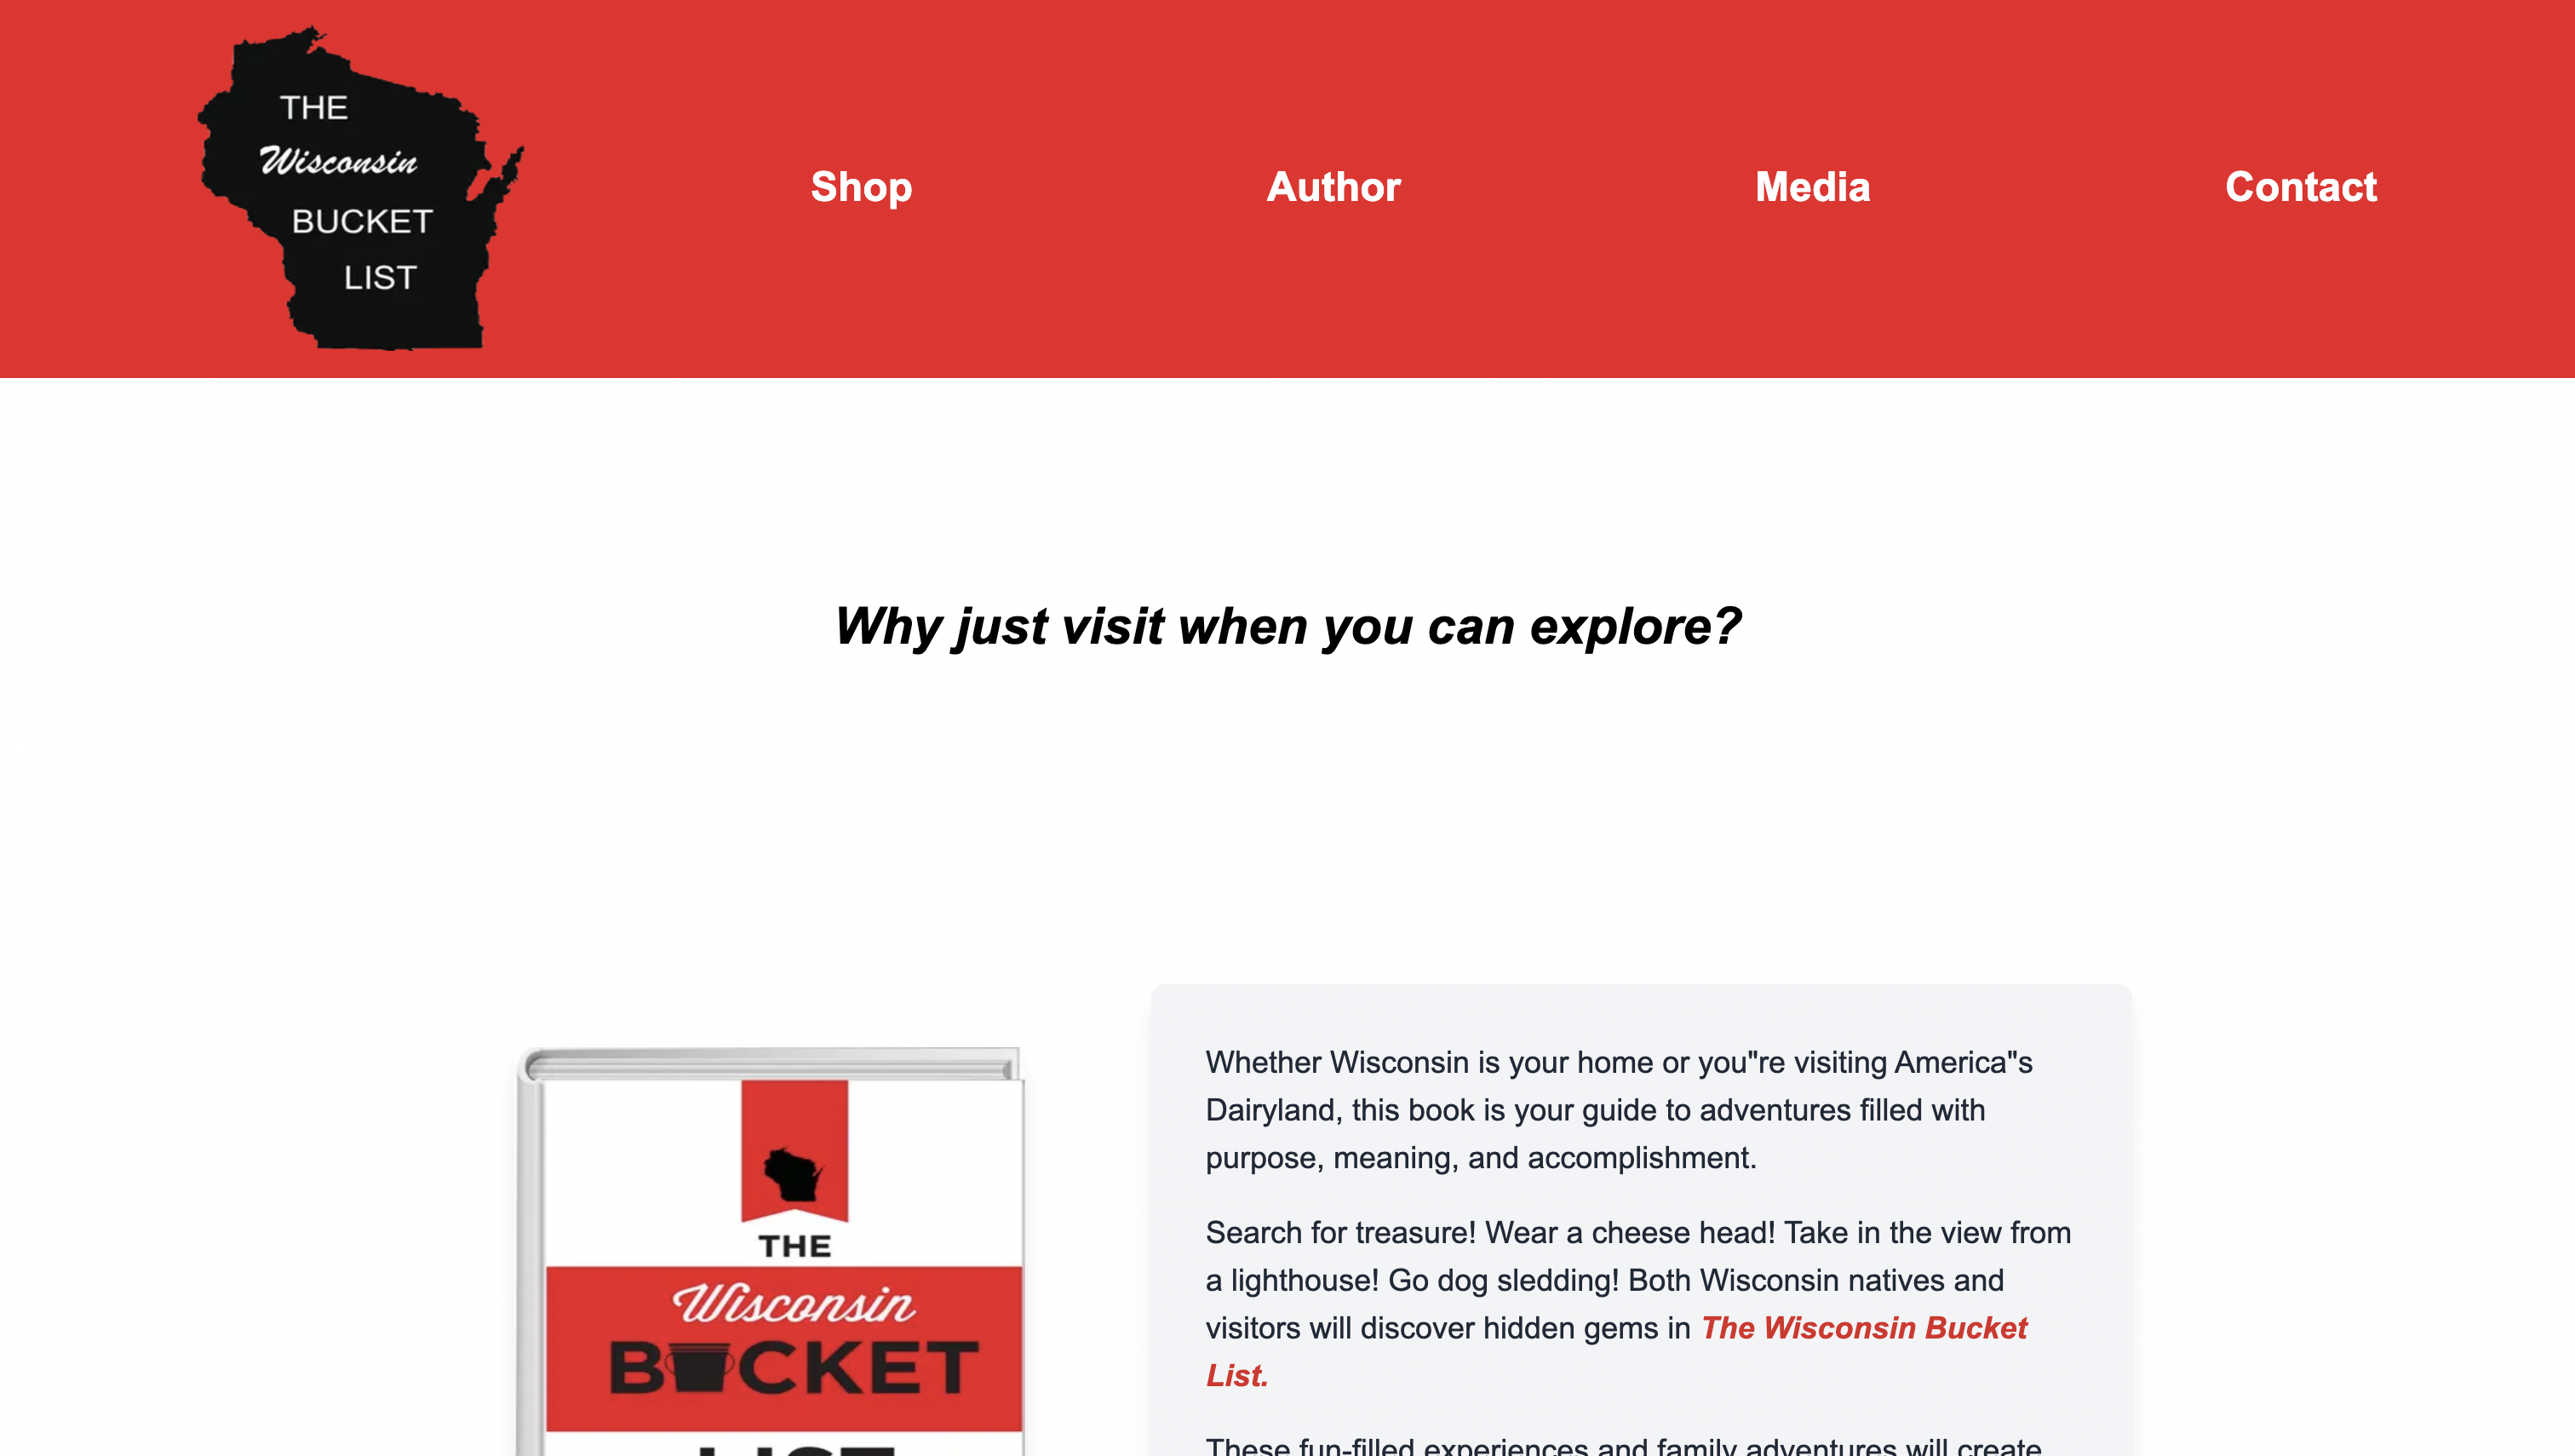 THE
Wisconsin
BUCKET
LIST
Shop
Author
Media
Contact
Why just visit when you can explore?
THE
Wisconsin
BUCKET
LIST
Whether Wisconsin is your home or you"re visiting America"s
Dairyland, this book is your guide to adventures filled with
purpose, meaning, and accomplishment.
Search for treasure! Wear a cheese head! Take in the view from
a lighthouse! Go dog sledding! Both Wisconsin natives and
visitors will discover hidden gems in The Wisconsin Bucket
List.
These fun-filled experiences and family adventures will create